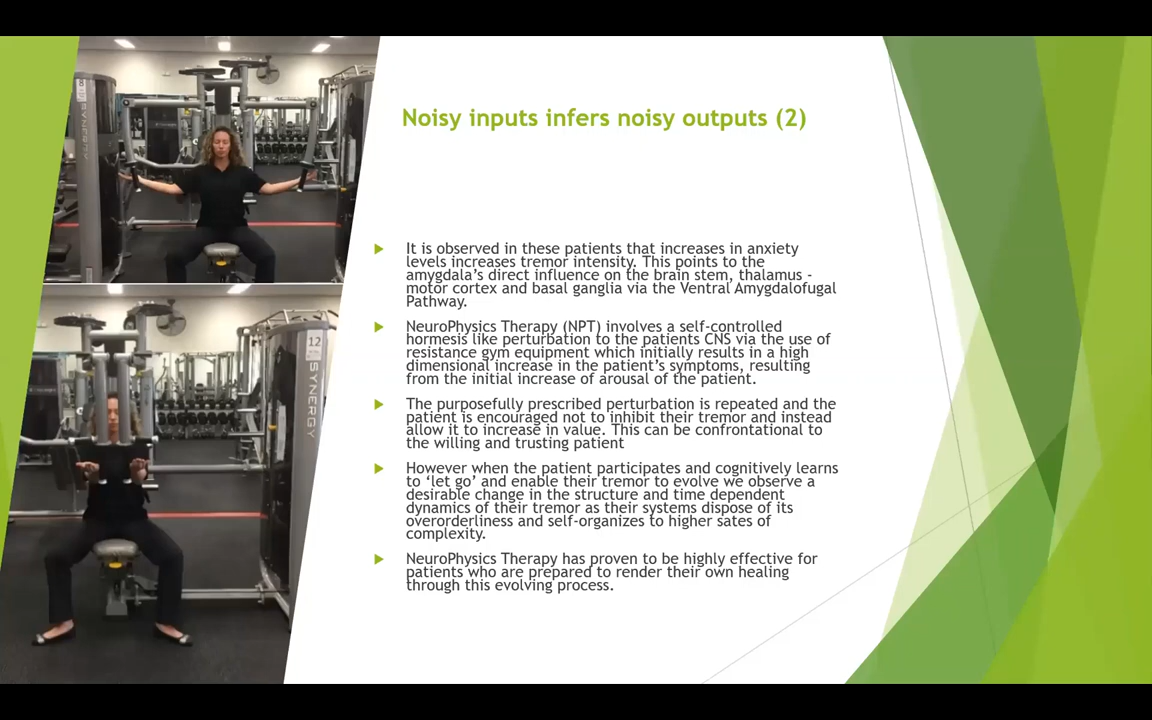 Noisy inputs infers noisy outputs (2)
It is observed in these patients that increases in anxiety
levels increases tremor intensity. This points to the
amygdala's direct influence on the brain stem, thalamus -
motor cortex and basal ganglia via the Ventral Amygdalofugal
Pathway.
NeuroPhysics Therapy (NPT) involves a self-controlled
hormesis like perturbation to the patients CNS via the use of
resistance gym equipment which initially results in a high
dimensional increase in the patient's symptoms, resulting
from the initial increase of arousal of the patient.
The purposefully prescribed perturbation is repeated and the
patient is encouraged not to inhibit their tremor and instead
allow it to increase in value. This can be confrontational to
the willing and trusting patient
However when the patient participates and cognitively learns
to ‘let go’ and enable their tremor to evolve we observe a
desirable change in the structure and time dependent
dynamics of their tremor as their systems dispose of its
overorderliness and self-organizes to higher sates of
complexity.
NeuroPhysics Therapy has proven to be highly effective for
patients who are prepared to render their own healing
through this evolving process.
SYNERGY
12
SYNERGY